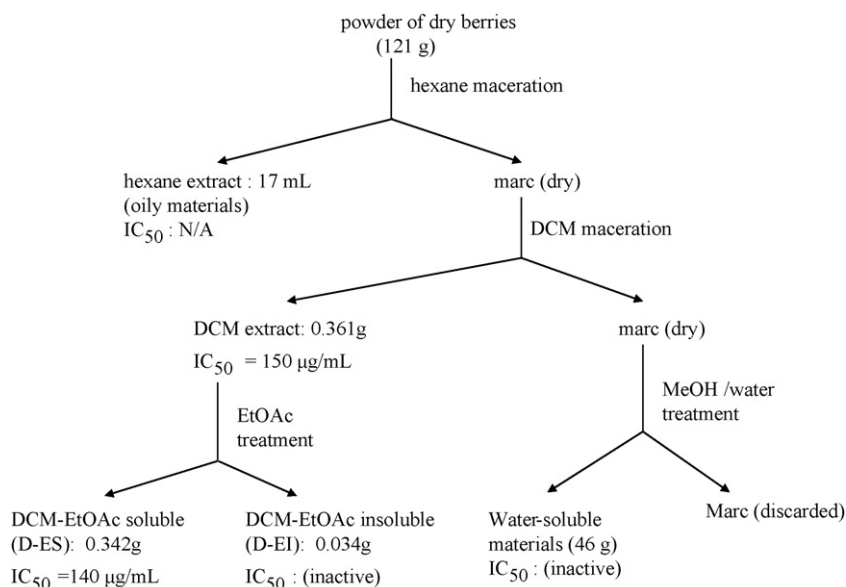 powder of dry berries
(121 g)
hexane maceration
hexane extract : 17 mL
(oily materials)
IC50 : N/A
marc (dry)
DCM maceration
DCM extract: 0.361g
IC50 = 150 μg/mL
marc (dry)
EtOAc
treatment
MeOH /water
treatment
DCM-EtOAc soluble
(D-ES): 0.342g
IC50 =140 μg/mL
DCM-EtOAc insoluble
(D-EI): 0.034g
IC50 : (inactive)
Water-soluble
materials (46 g)
IC50 : (inactive)
Marc (discarded)